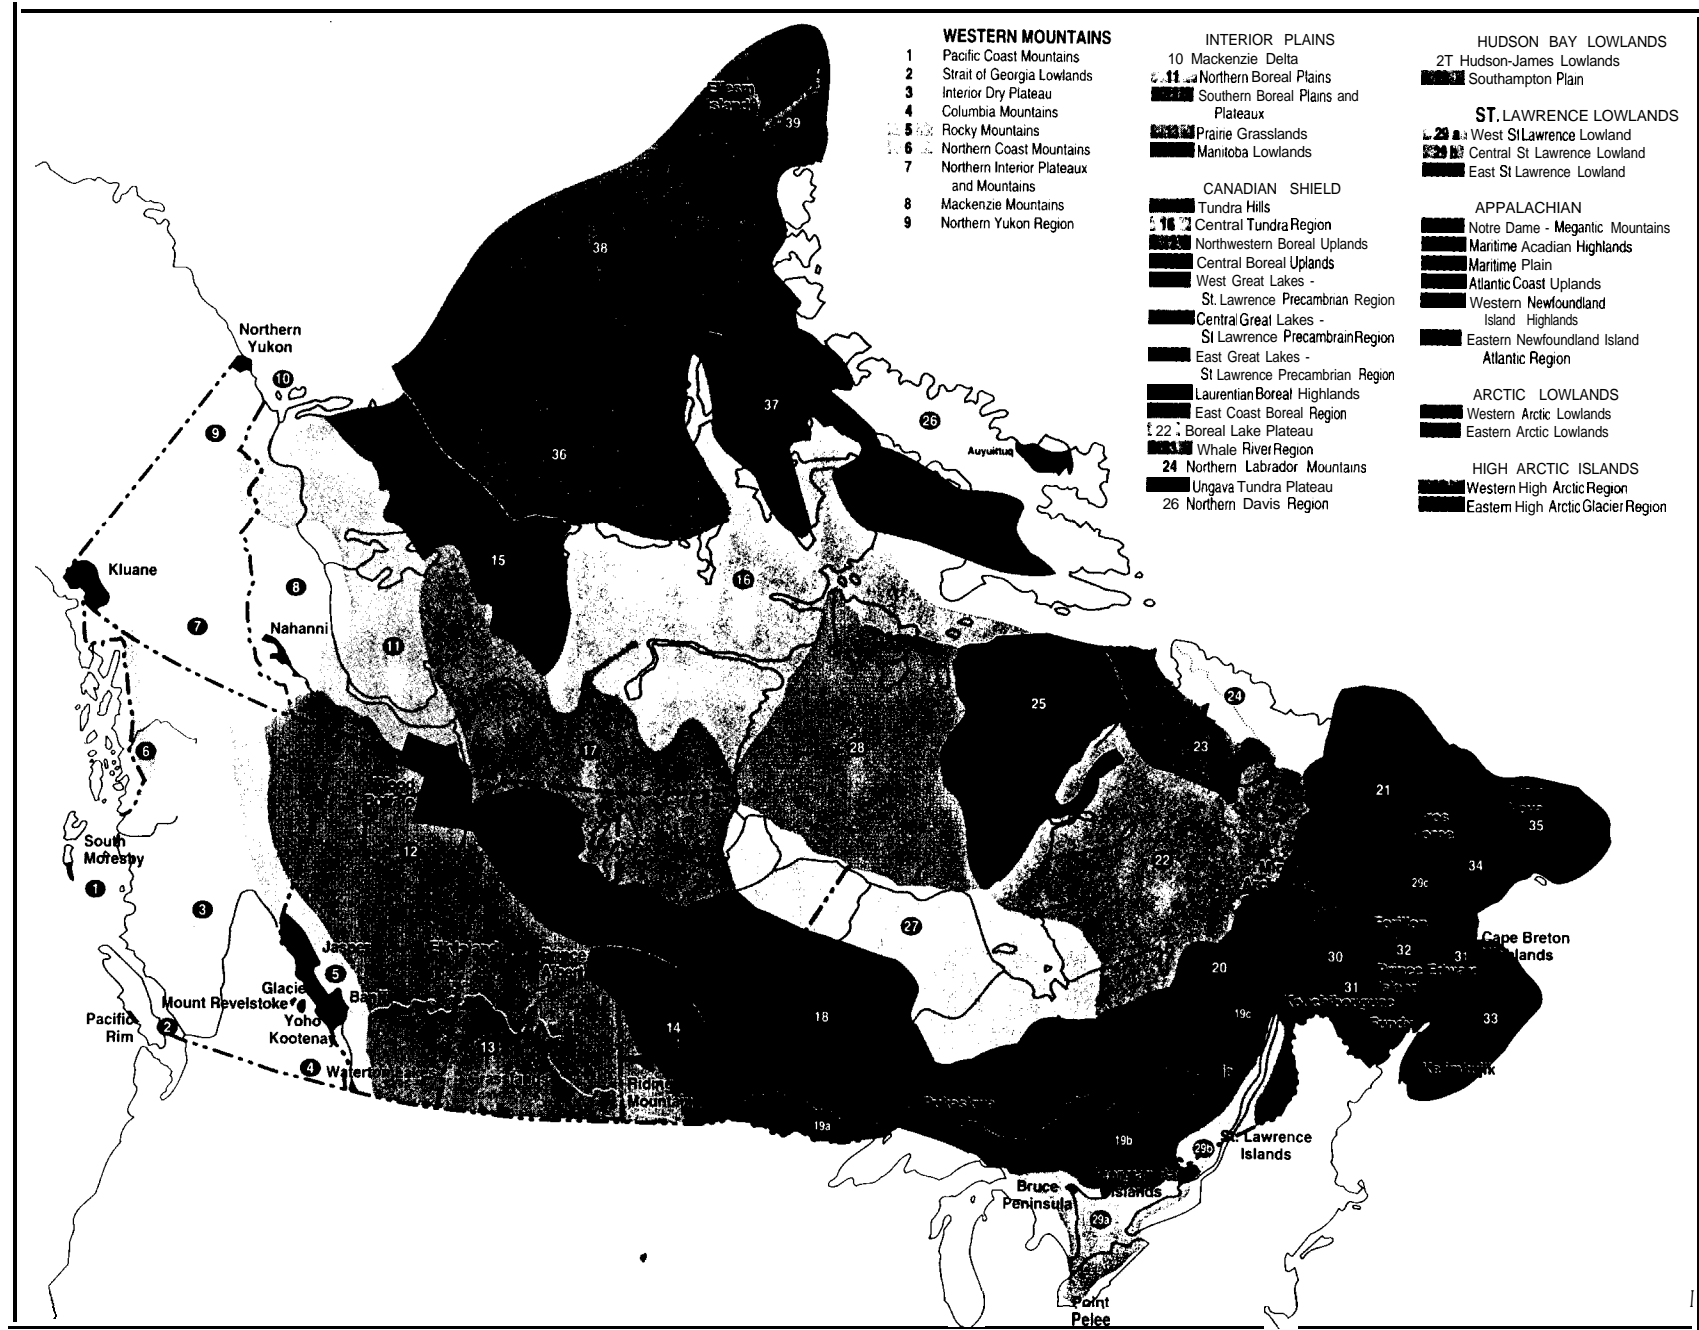 WESTERN MOUNTAINS
1 Pacific Coast Mountains
2 Strait of Georgia Lowlands
3 Interior Dry Plateau
4 Columbia Mountains
5 Rocky Mountains
6 Northern Coast Mountains
7 Northern Interior Plateaux
and Mountains
8 Mackenzie Mountains
9 Northern Yukon Region
INTERIOR PLAINS
10 Mackenzie Delta
11 Northern Boreal Plains
Southern Boreal Plains and
Plateaux
Prairie Grasslands
Manitoba Lowlands
CANADIAN SHIELD
Tundra Hills
16 Central Tundra Region
Northwestern Boreal Uplands
Central Boreal Uplands
West Great Lakes -
St. Lawrence Precambrian Region
Central Great Lakes -
St Lawrence Precambrain Region
East Great Lakes -
St Lawrence Precambrian Region
Laurentian Boreal Highlands
East Coast Boreal Region
22 Boreal Lake Plateau
Whale River Region
24 Northern Labrador Mountains
Ungava Tundra Plateau
26 Northern Davis Region
HUDSON BAY LOWLANDS
2T Hudson-James Lowlands
Southampton Plain
ST. LAWRENCE LOWLANDS
29 a West St Lawrence Lowland
29 b Central St Lawrence Lowland
East St Lawrence Lowland
APPALACHIAN
Notre Dame - Megantic Mountains
Maritime Acadian Highlands
Maritime Plain
Atlantic Coast Uplands
Western Newfoundland
Island Highlands
Eastern Newfoundland Island
Atlantic Region
ARCTIC LOWLANDS
Western Arctic Lowlands
Eastern Arctic Lowlands
HIGH ARCTIC ISLANDS
Western High Arctic Region
Eastern High Arctic Glacier Region
39
38
Northern
Yukon
10
37
26
9
36
Auyuittuq
15
Kluane
8
16
7
Nahanni
11
24
25
6
17
28
23
21
35
South
Moresby
12
22
34
1
29c
3
27
Cape Breton
Jasper
5
20
30
32
31
Glacier
Mount Revelstoke
31
Pacific
Rim
2
Yoho
Kootenay
14
18
19c
33
13
4
Riding
Mountain
19a
19b
29b
St. Lawrence
Islands
Bruce
Peninsula
Islands
29a
Point
Pelee